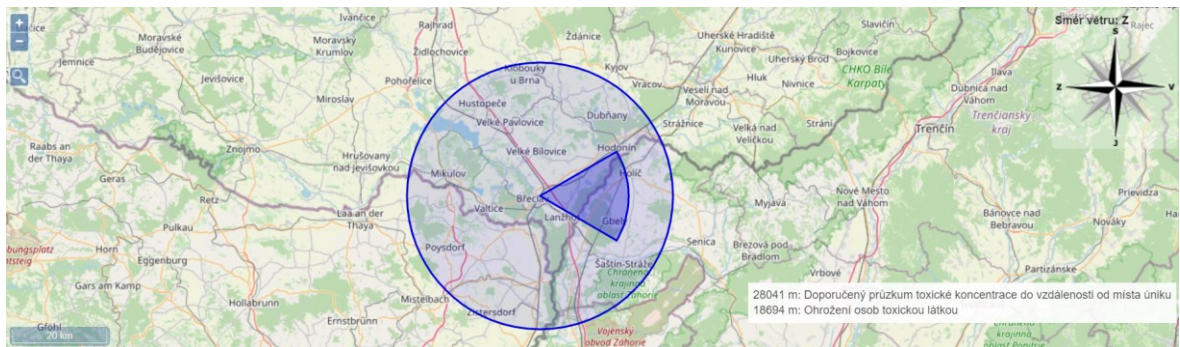 +
−
Směr větru: Z
S
Z
V
J
Ivančice
Rajhrad
Slavičín
Rajec
Moravské
Budějovice
Moravský
Krumlov
Židlochovice
Ždánice
Uherské Hradiště
Kunovice
Uherský Brod
Bojkovice
Jemnice
Jevišovice
Pohořelice
Klobouky
u Brna
Kyjov
Hluk
Nivnice
CHKO Bílé
Karpaty
Ilava
Dubnica nad
Váhom
Miroslav
Hustopeče
Vracov
Veselí nad
Moravou
Velké Pavlovice
Dubňany
Strážnice
Velká nad
Veličkou
Strání
Trenčín
Trenčiansky
kraj
Raabs an
der Thaya
Znojmo
Hrušovany
nad Jevišovkou
Velké Bílovice
Hodonín
Geras
Mikulov
Holíč
Retz
Valtice
Břeclav
Myjava
Nové Mesto
nad Váhom
Prievidza
Laa an der
Thaya
Lanžhot
Gbely
Bánovce nad
Bebravou
Nováky
Pulkau
Horn
Eggenburg
Poysdorf
Senica
Brezová pod
Bradlom
Gars am Kamp
Šaštín-Stráže
Chránená
krajinná
oblasť Záhorie
Vrbové
Partizánske
Hollabrunn
Mistelbach
Zistersdorf
Ernstbrunn
Gföhl
20 km
Vojenský
obvod Záhorie
28041 m: Doporučený průzkum toxické koncentrace do vzdálenosti od místa úniku
18694 m: Ohrožení osob toxickou látkou